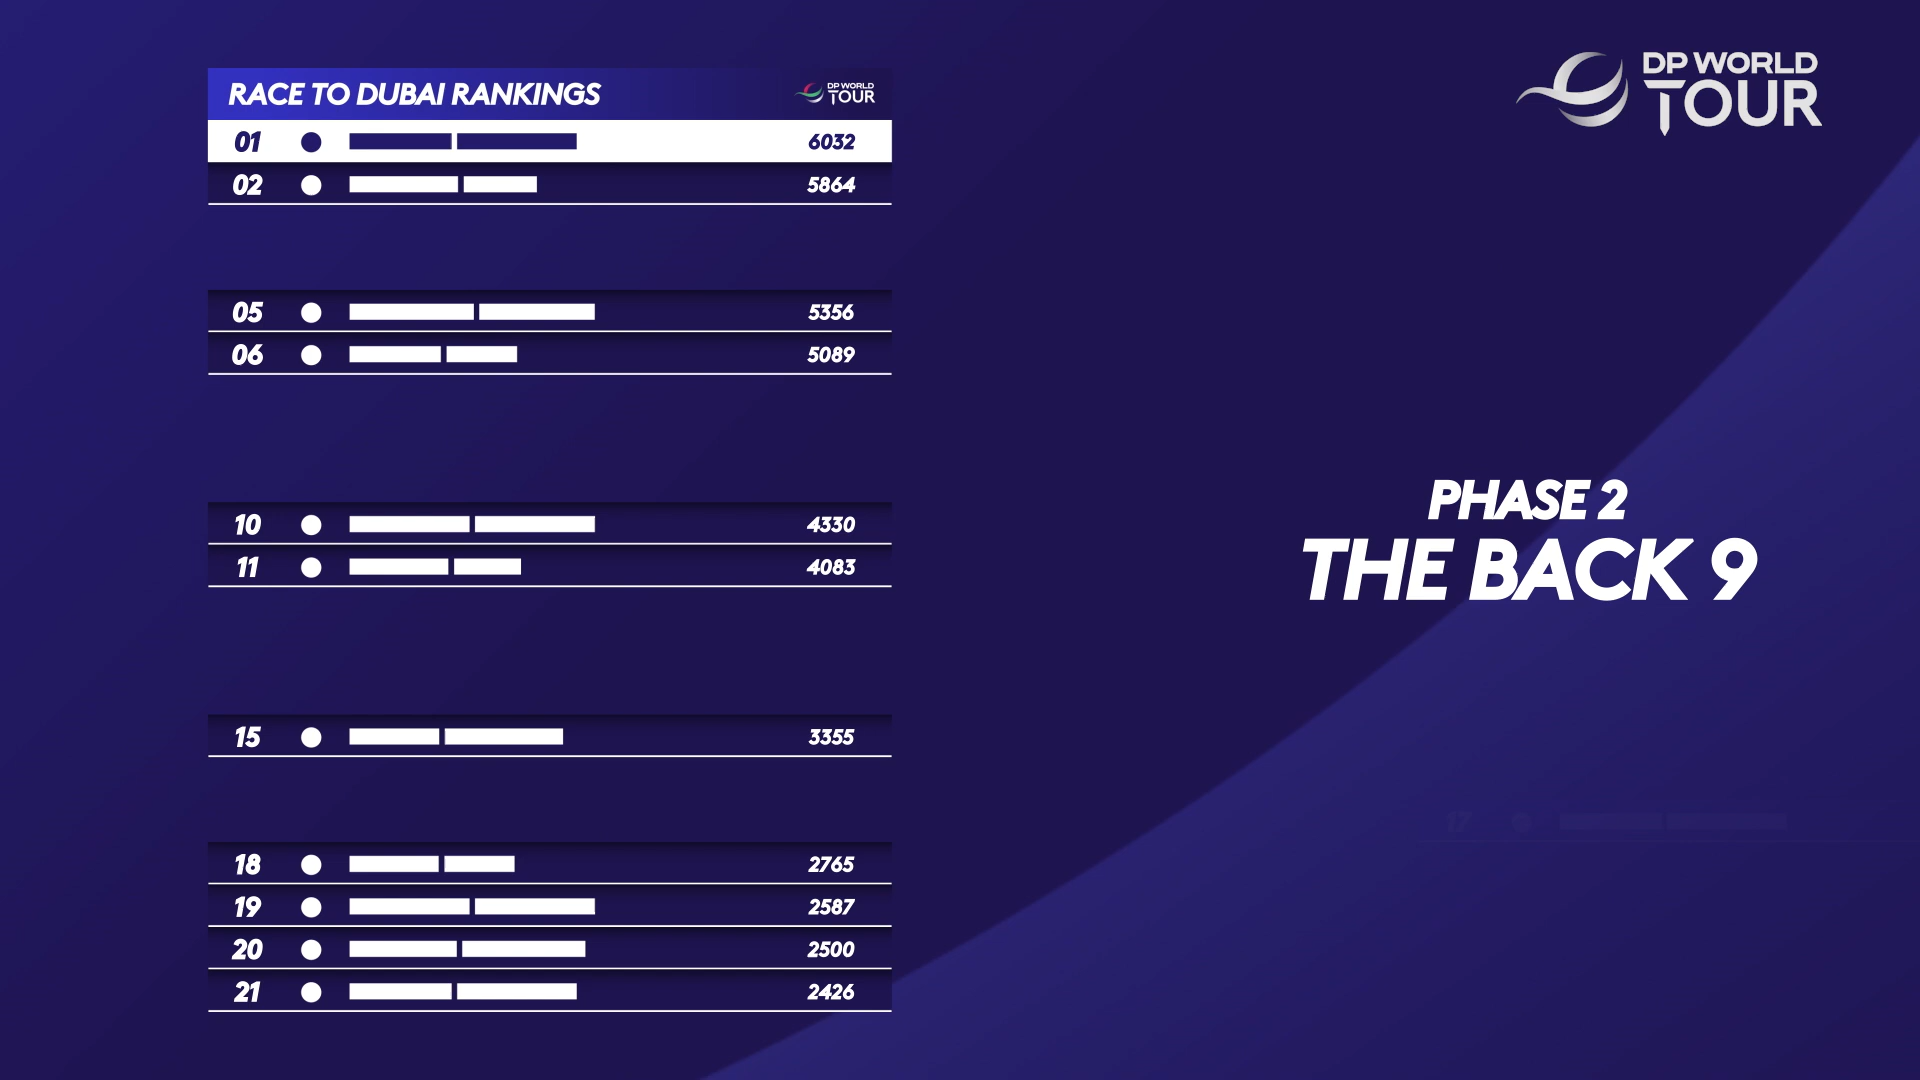 RACE TO DUBAI RANKINGS DP WORLD TOUR
01 6032
02 5864
05 5356
06 5089
10 4330
11 4083
15 3355
18 2765
19 2587
20 2500
21 2426
DP WORLD
TOUR
PHASE 2
THE BACK 9
17